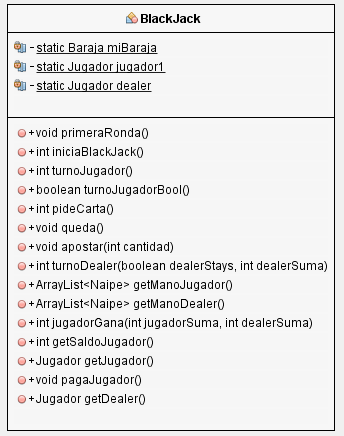 BlackJack
- static Baraja miBaraja
- static Jugador jugador1
- static Jugador dealer
+ void primeraRonda()
+ int iniciaBlackJack()
+ int turnoJugador()
+ boolean turnoJugadorBool()
+ int pideCarta()
+ void queda()
+ void apostar(int cantidad)
+ int turnoDealer(boolean dealerStays, int dealerSuma)
+ ArrayList<Naipe> getManoJugador()
+ ArrayList<Naipe> getManoDealer()
+ int jugadorGana(int jugadorSuma, int dealerSuma)
+ int getSaldoJugador()
+ Jugador getJugador()
+ void pagaJugador()
+ Jugador getDealer()